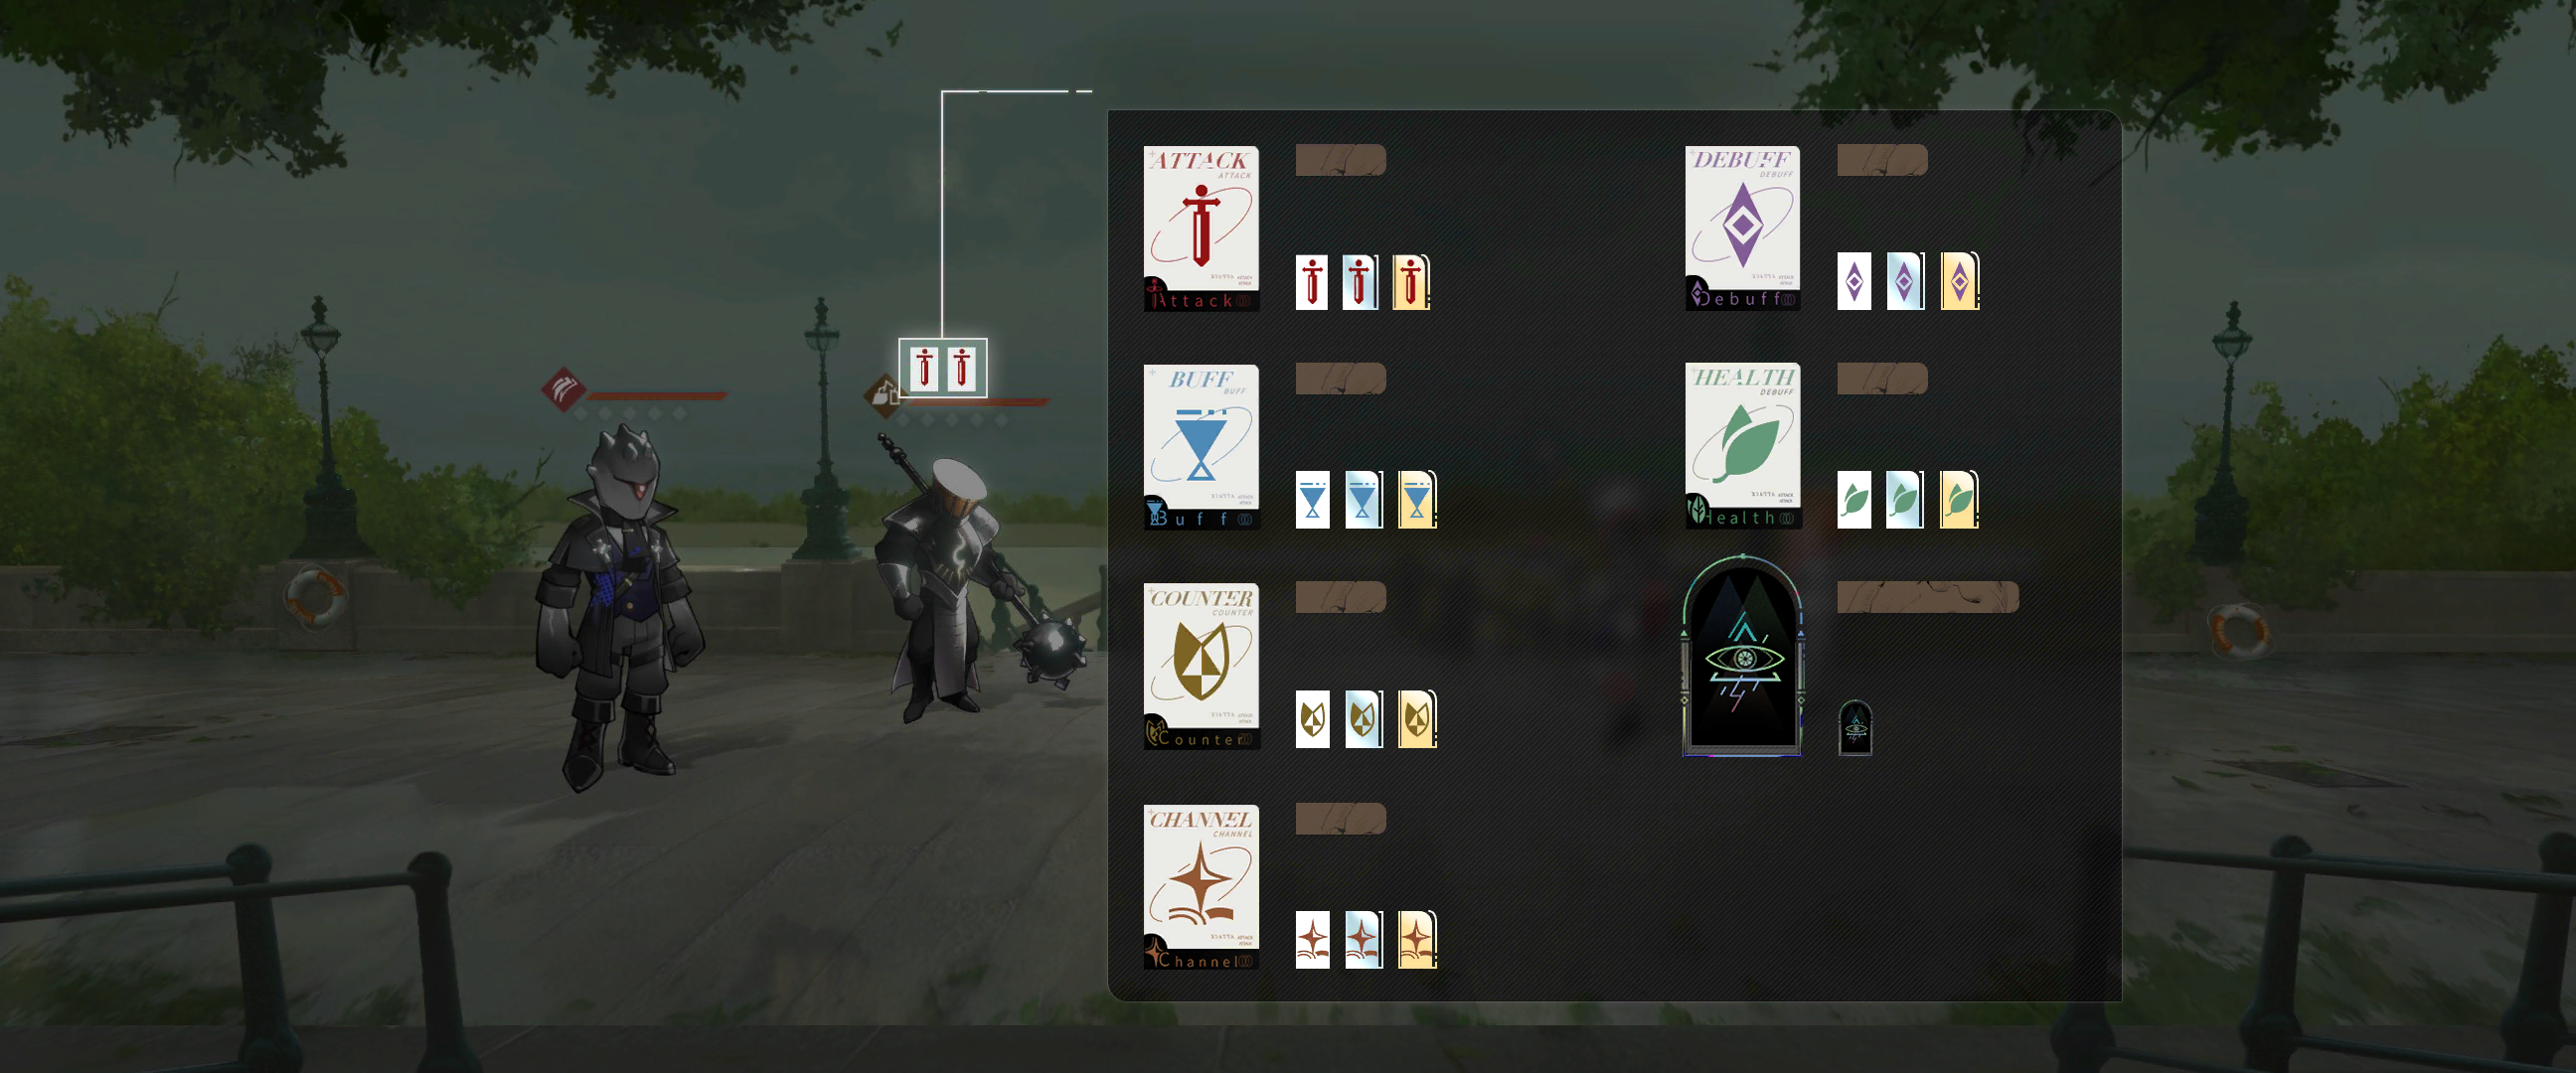 ATTACK
ATTACK
Attack
DEBUFF
DEBUFF
Debuff
BUFF
BUFF
Buff
HEALTH
DEBUFF
Health
COUNTER
COUNTER
Counter
CHANNEL
CHANNEL
Channel